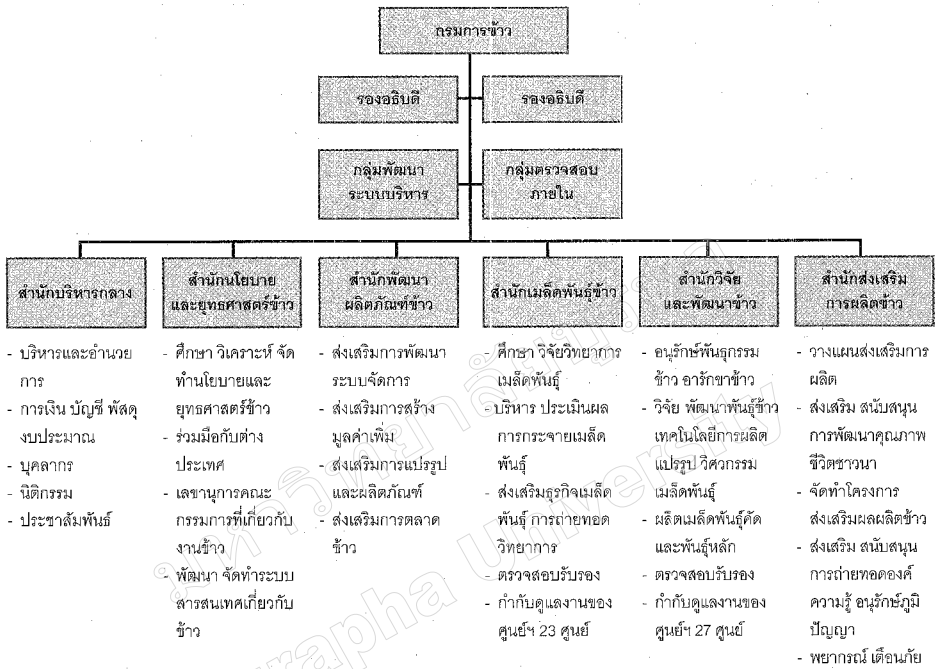 กรมการข้าว
รองอธิบดี
รองอธิบดี
กลุ่มพัฒนา
ระบบบริหาร
กลุ่มตรวจสอบ
ภายใน
สำนักบริหารกลาง
- บริหารและอำนวย
การ
- การเงิน บัญชี พัสดุ
งบประมาณ
- บุคลากร
- นิติกรรม
- ประชาสัมพันธ์
สำนักนโยบาย
และยุทธศาสตร์ข้าว
- ศึกษา วิเคราะห์ จัด
ทำนโยบายและ
ยุทธศาสตร์ข้าว
- ร่วมมือกับต่าง
ประเทศ
- เลขานุการคณะ
กรรมการที่เกี่ยวกับ
งานข้าว
- พัฒนา จัดทำระบบ
สารสนเทศเกี่ยวกับ
ข้าว
สำนักพัฒนา
ผลิตภัณฑ์ข้าว
- ส่งเสริมการพัฒนา
ระบบจัดการ
- ส่งเสริมการสร้าง
มูลค่าเพิ่ม
- ส่งเสริมการแปรรูป
และผลิตภัณฑ์
- ส่งเสริมการตลาด
ข้าว
สำนักเมล็ดพันธุ์ข้าว
- ศึกษา วิจัยวิทยาการ
เมล็ดพันธุ์
- บริหาร ประเมินผล
การกระจายเมล็ด
พันธุ์
- ส่งเสริมธุรกิจเมล็ด
พันธุ์ การถ่ายทอด
วิทยาการ
- ตรวจสอบรับรอง
- กำกับดูแลงานของ
ศูนย์ฯ 23 ศูนย์
สำนักวิจัย
และพัฒนาข้าว
- อนุรักษ์พันธุกรรม
ข้าว อารักขาข้าว
- วิจัย พัฒนาพันธุ์ข้าว
เทคโนโลยีการผลิต
แปรรูป วิศวกรรม
เมล็ดพันธุ์
- ผลิตเมล็ดพันธุ์คัด
และพันธุ์หลัก
- ตรวจสอบรับรอง
- กำกับดูแลงานของ
ศูนย์ฯ 27 ศูนย์
สำนักส่งเสริม
การผลิตข้าว
- วางแผนส่งเสริมการ
ผลิต
- ส่งเสริม สนับสนุน
การพัฒนาคุณภาพ
ชีวิตชาวนา
- จัดทำโครงการ
ส่งเสริมผลผลิตข้าว
- ส่งเสริม สนับสนุน
การถ่ายทอดองค์
ความรู้ อนุรักษ์ภูมิ
ปัญญา
- พยากรณ์ เตือนภัย
มหาวิทยาลัยบูรพา
Burapha University